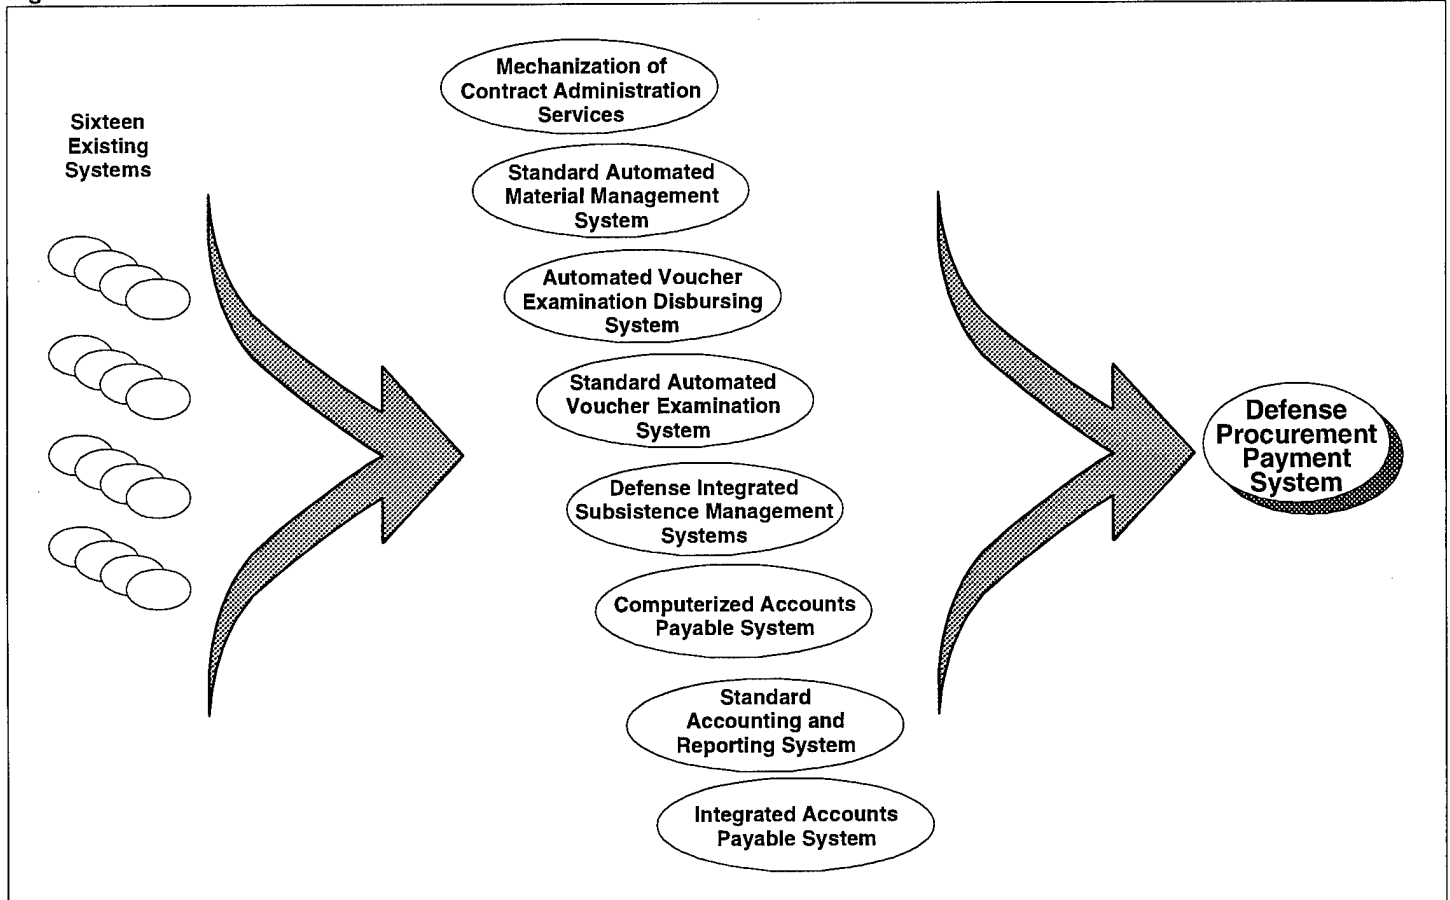 Sixteen
Existing
Systems
Mechanization of
Contract Administration
Services
Standard Automated
Material Management
System
Automated Voucher
Examination Disbursing
System
Standard Automated
Voucher Examination
System
Defense Integrated
Subsistence Management
Systems
Computerized Accounts
Payable System
Standard
Accounting and
Reporting System
Integrated Accounts
Payable System
Defense
Procurement
Payment
System